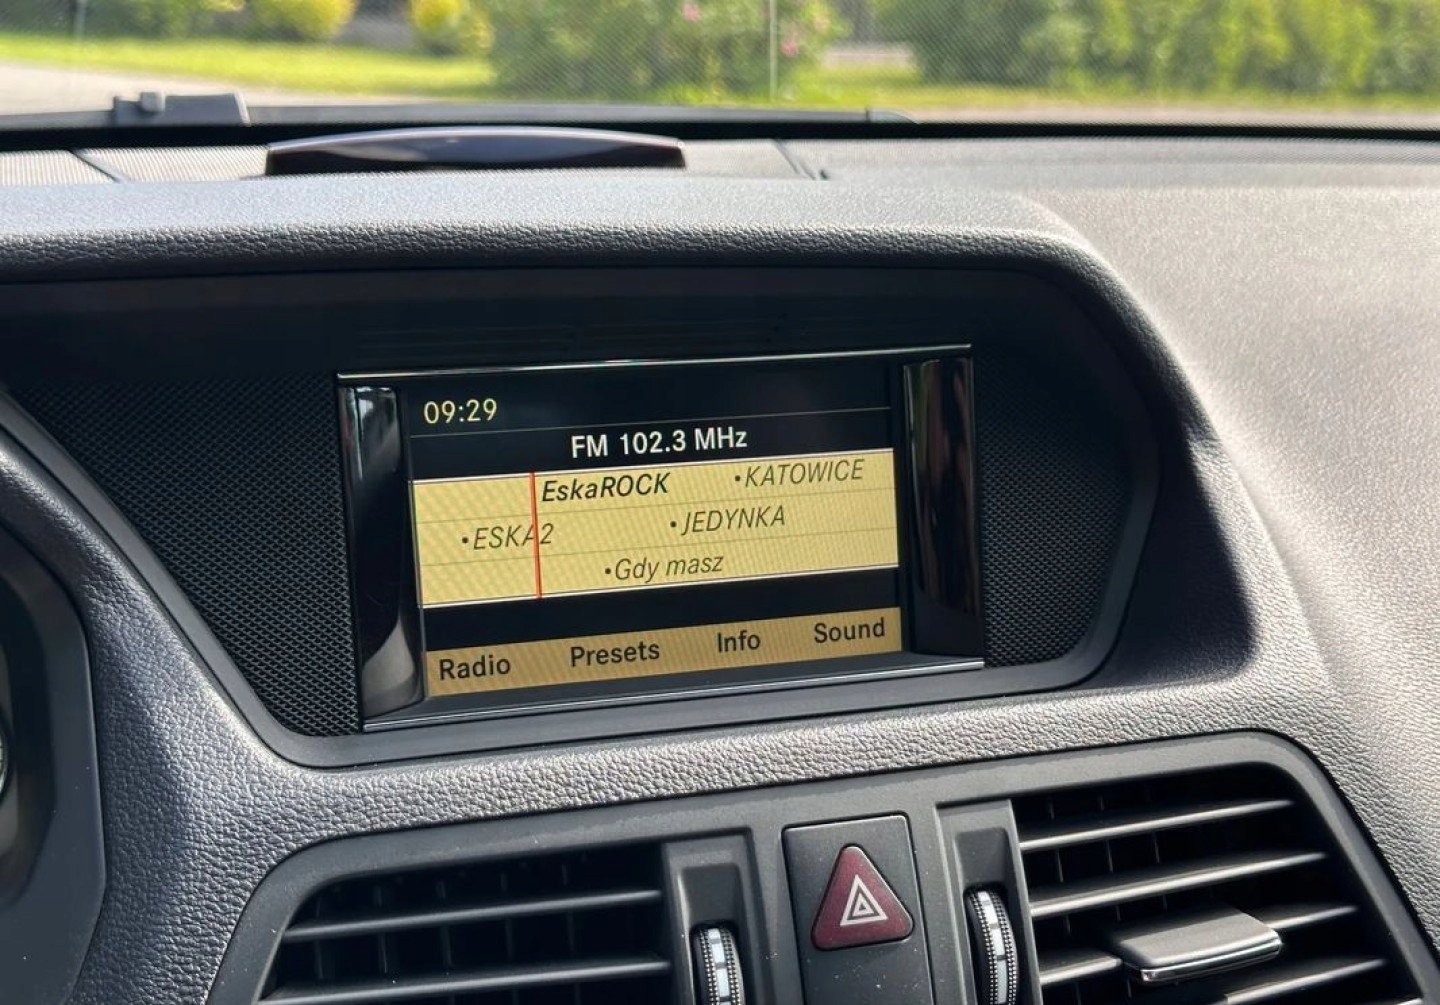 09:29
FM 102.3 MHz
EskaROCK •KATOWICE
•ESKA2 •JEDYNKA
•Gdy masz
Radio Presets Info Sound